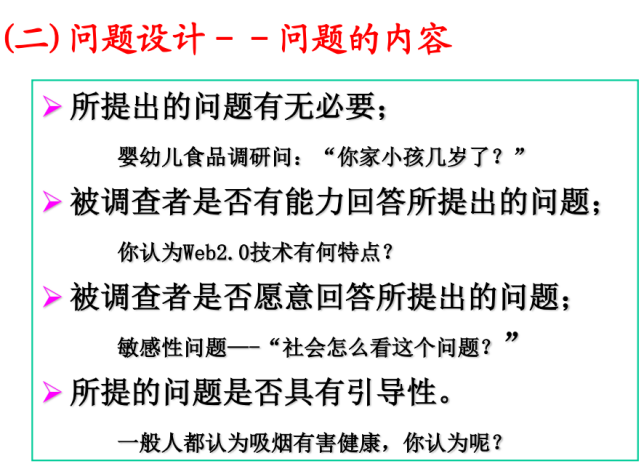 (二)问题设计--问题的内容
➢所提出的问题有无必要；
婴幼儿食品调研问：“你家小孩几岁了？”
➢被调查者是否有能力回答所提出的问题；
你认为Web2.0技术有何特点？
➢被调查者是否愿意回答所提出的问题；
敏感性问题—-“社会怎么看这个问题？”
➢所提的问题是否具有引导性。
一般人都认为吸烟有害健康，你认为呢？